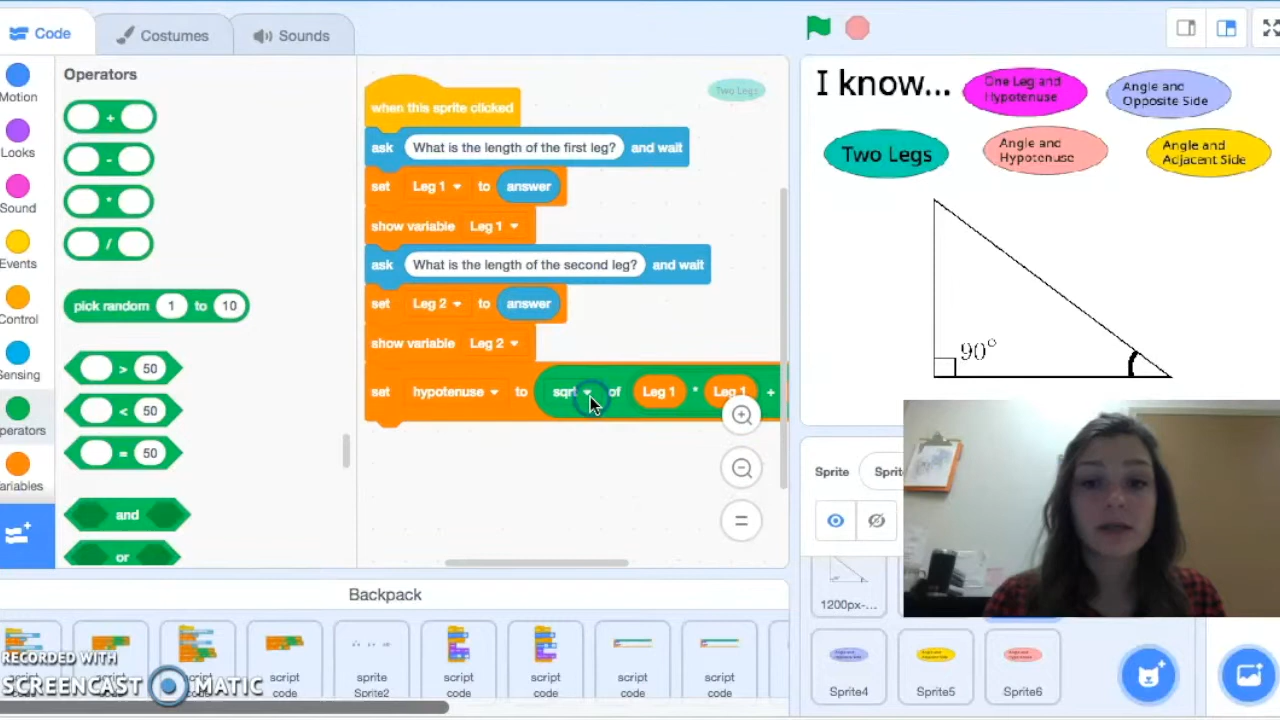 Code
Costumes
Sounds
Motion
Looks
Sound
Events
Control
Sensing
Operators
Variables
Operators
+
-
*
/
pick random 1 to 10
> 50
< 50
= 50
and
or
Two Legs
when this sprite clicked
ask What is the length of the first leg? and wait
set Leg 1 to answer
show variable Leg 1
ask What is the length of the second leg? and wait
set Leg 2 to answer
show variable Leg 2
set hypotenuse to sqrt of Leg 1 * Leg 1 +
I know...
One Leg and
Hypotenuse
Angle and
Opposite Side
Two Legs
Angle and
Hypotenuse
Angle and
Adjacent Side
90°
Sprite
1200px-...
Sprite4
Sprite5
Sprite6
Backpack
script
code
script
code
script
code
sprite
Sprite2
script
code
script
code
script
code
script
code
RECORDED WITH
SCREENCAST MATIC